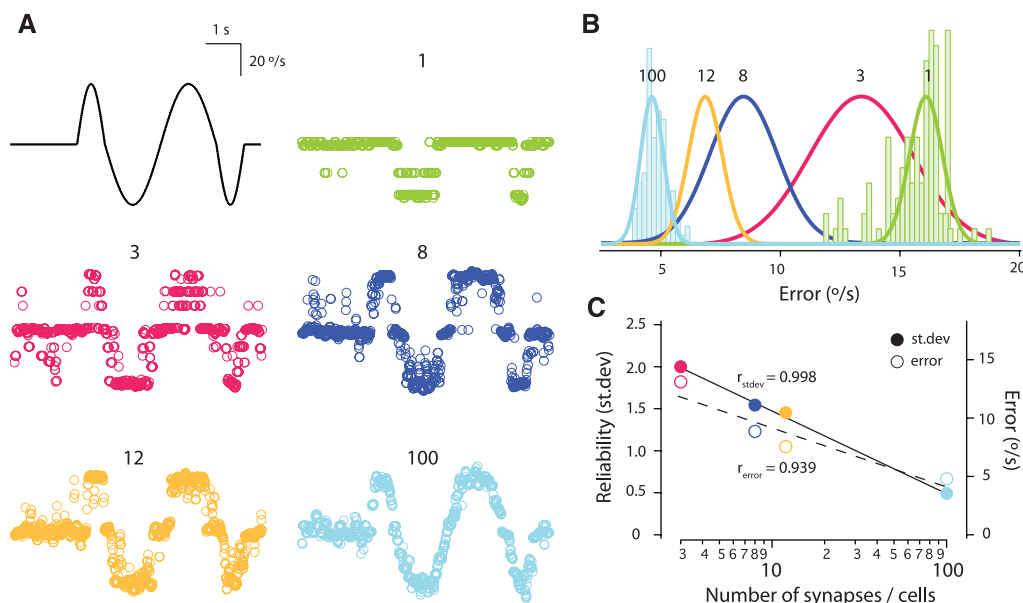 A
1 s
20 º/s
1
3
8
12
100
B
100 12 8 3 1
5 10 15 20
Error (º/s)
C
2.5
2.0
1.5
1.0
0.5
0
Reliability (st.dev)
st.dev
error
rstdev = 0.998
rerror = 0.939
15
10
5
0
Error (º/s)
3 4 5 6 7 8 9 2 3 4 5 6 7 8 9
10 100
Number of synapses / cells